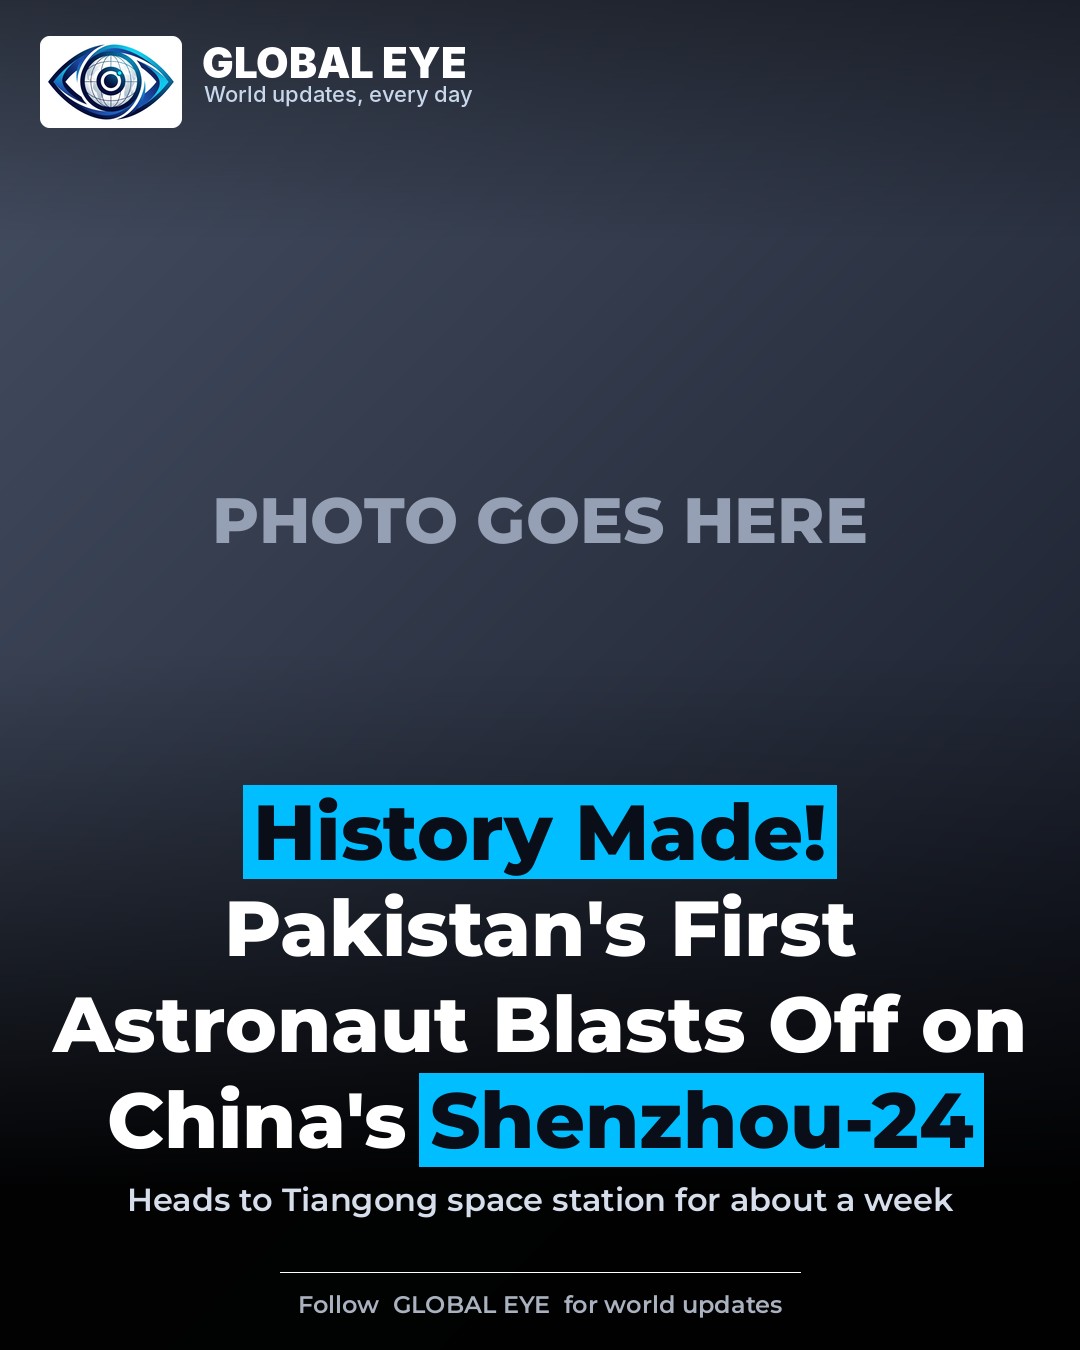 GLOBAL EYE
World updates, every day
PHOTO GOES HERE
History Made!
Pakistan's First
Astronaut Blasts Off on
China's Shenzhou-24
Heads to Tiangong space station for about a week
Follow GLOBAL EYE for world updates